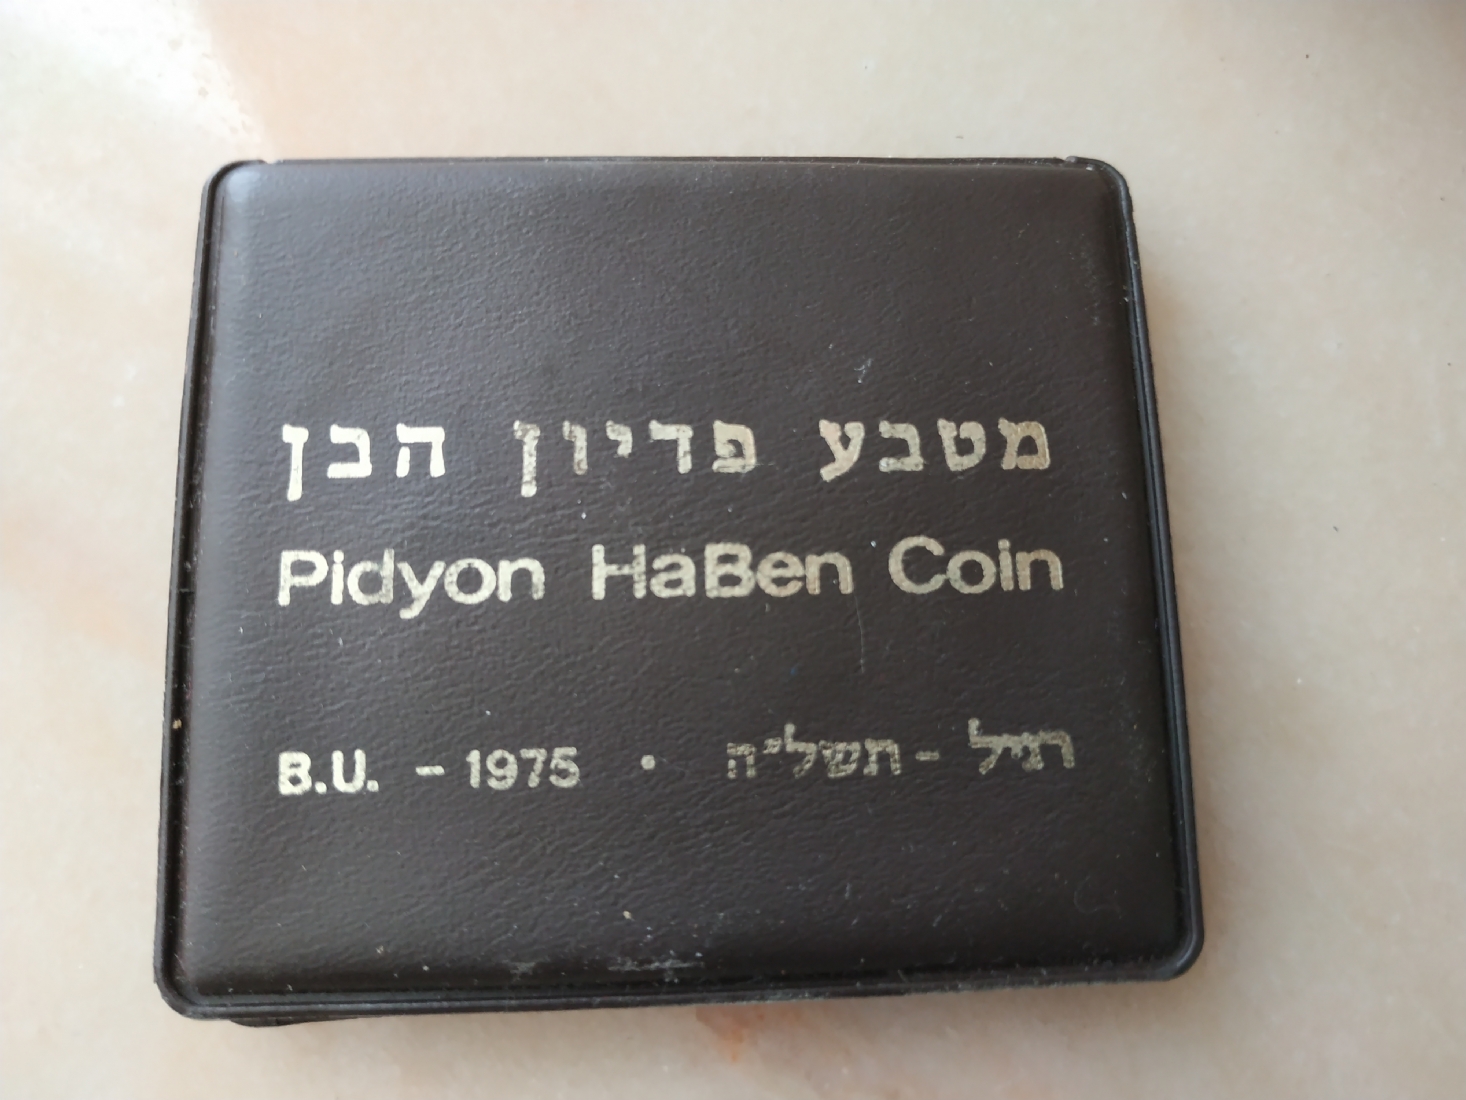 מטבע פדיון הבן
Pidyon HaBen Coin
B.U. - 1975 • רגיל - תשל"ה